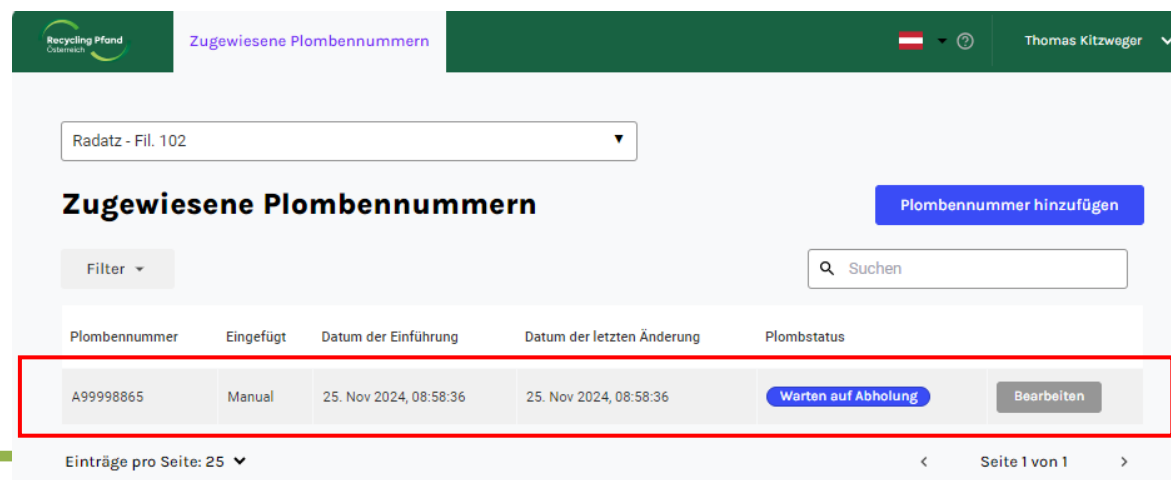 Recycling Pfand
Österreich
Zugewiesene Plombennummern
Thomas Kitzweger
Radatz - Fil. 102
Zugewiesene Plombennummern
Plombennummer hinzufügen
Filter
Suchen
Plombennummer Eingefügt Datum der Einführung Datum der letzten Änderung Plombstatus
A99998865 Manual 25. Nov 2024, 08:58:36 25. Nov 2024, 08:58:36 Warten auf Abholung Bearbeiten
Einträge pro Seite: 25 Seite 1 von 1